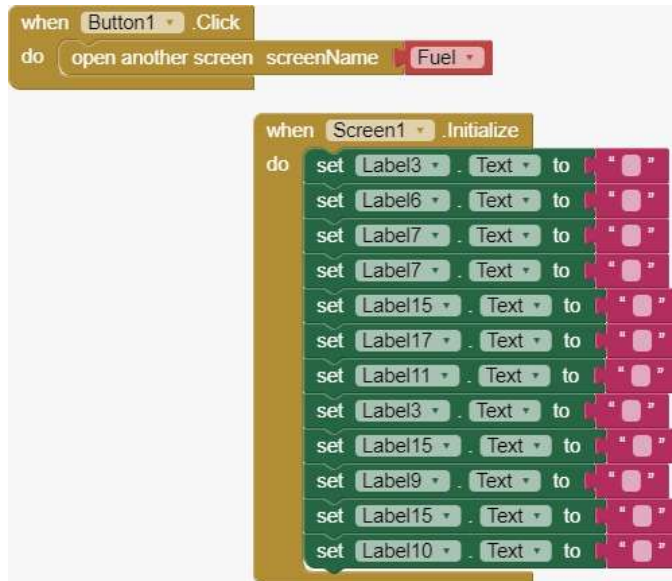 when Button1 .Click
do open another screen screenName Fuel
when Screen1 .Initialize
do set Label3 . Text to “ ”
set Label6 . Text to “ ”
set Label7 . Text to “ ”
set Label7 . Text to “ ”
set Label15 . Text to “ ”
set Label17 . Text to “ ”
set Label11 . Text to “ ”
set Label3 . Text to “ ”
set Label15 . Text to “ ”
set Label9 . Text to “ ”
set Label15 . Text to “ ”
set Label10 . Text to “ ”